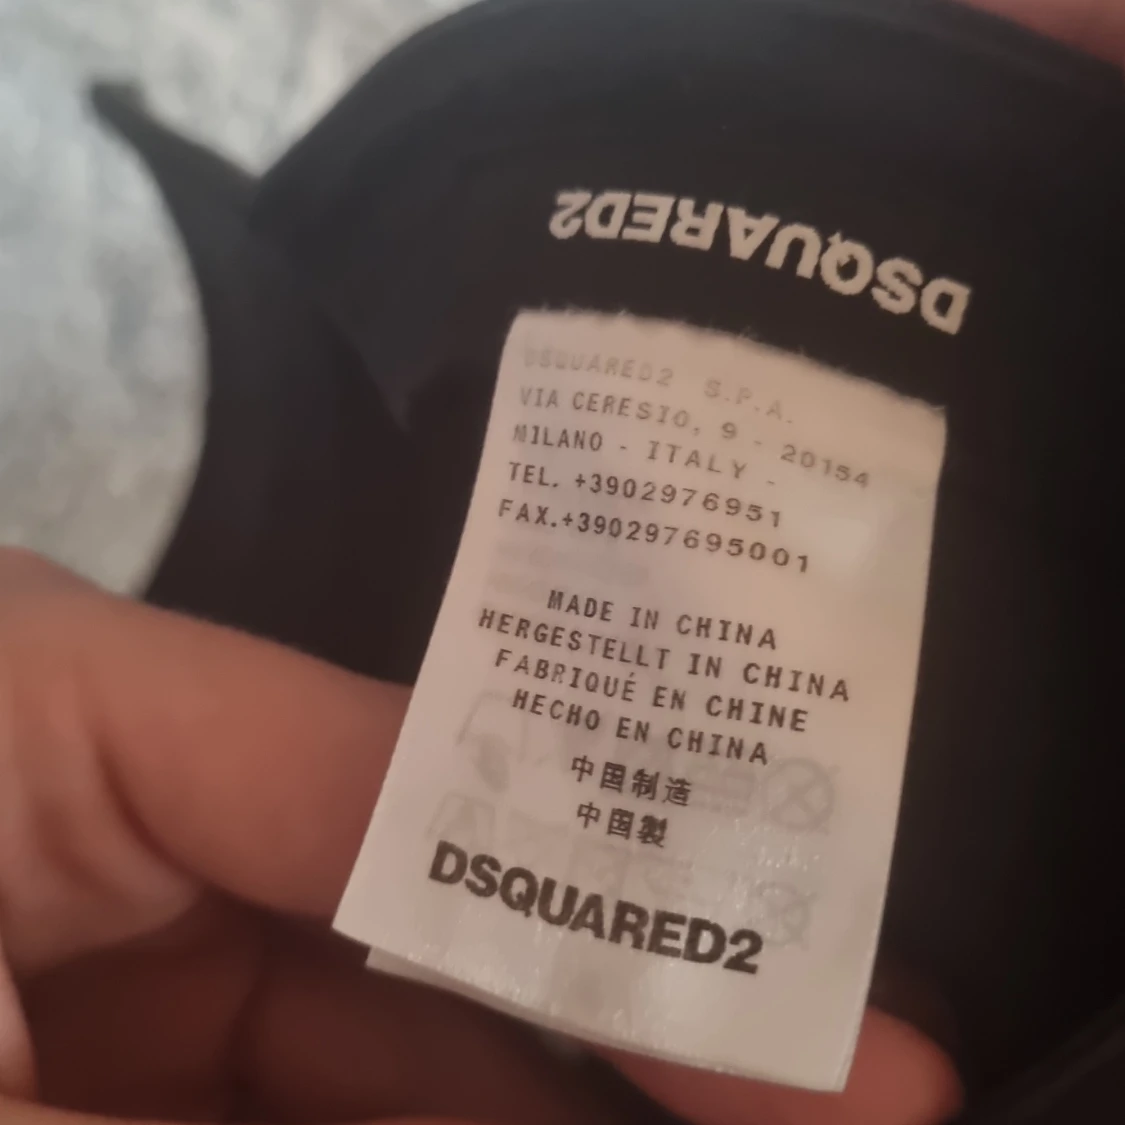 DSQUARED2
DSQUARED2 S.P.A.
VIA CERESIO, 9 - 20154
MILANO - ITALY -
TEL. +3902976951
FAX.+390297695001
MADE IN CHINA
HERGESTELLT IN CHINA
FABRIQUÉ EN CHINE
HECHO EN CHINA
中国制造
中国製
DSQUARED2